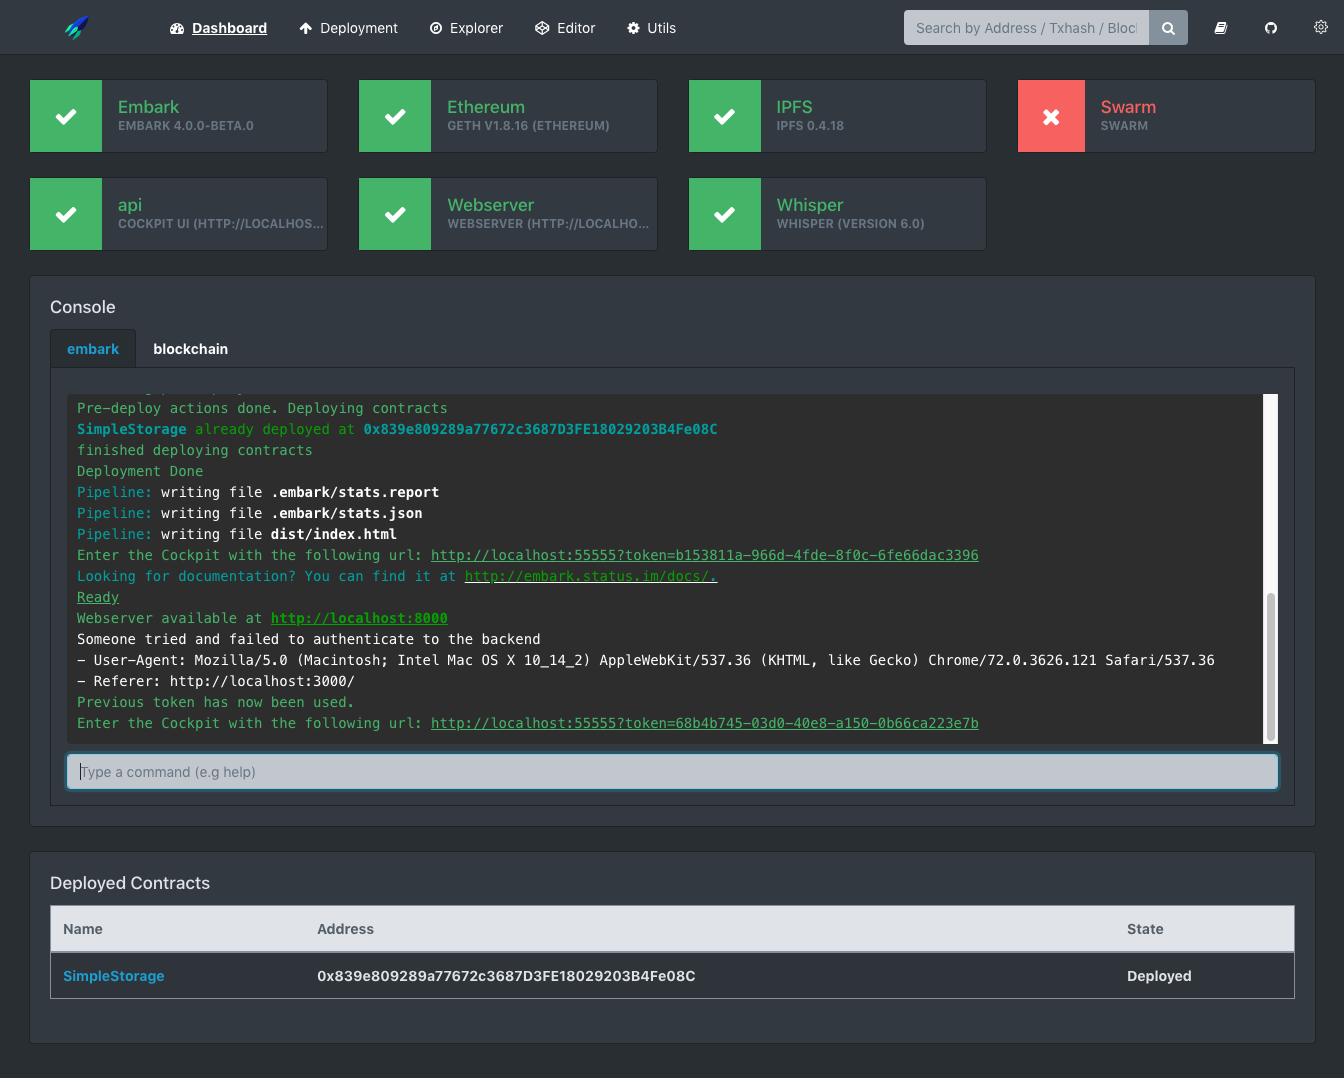 Dashboard Deployment Explorer Editor Utils Search by Address / Txhash / Bloc
Embark
EMBARK 4.0.0-BETA.0
Ethereum
GETH V1.8.16 (ETHEREUM)
IPFS
IPFS 0.4.18
Swarm
SWARM
api
COCKPIT UI (HTTP://LOCALHOS...
Webserver
WEBSERVER (HTTP://LOCALHO...
Whisper
WHISPER (VERSION 6.0)
Console
embark blockchain
Pre-deploy actions done. Deploying contracts
SimpleStorage already deployed at 0x839e809289a77672c3687D3FE18029203B4Fe08C
finished deploying contracts
Deployment Done
Pipeline: writing file .embark/stats.report
Pipeline: writing file .embark/stats.json
Pipeline: writing file dist/index.html
Enter the Cockpit with the following url: http://localhost:55555?token=b153811a-966d-4fde-8f0c-6fe66dac3396
Looking for documentation? You can find it at http://embark.status.im/docs/.
Ready
Webserver available at http://localhost:8000
Someone tried and failed to authenticate to the backend
- User-Agent: Mozilla/5.0 (Macintosh; Intel Mac OS X 10_14_2) AppleWebKit/537.36 (KHTML, like Gecko) Chrome/72.0.3626.121 Safari/537.36
- Referer: http://localhost:3000/
Previous token has now been used.
Enter the Cockpit with the following url: http://localhost:55555?token=68b4b745-03d0-40e8-a150-0b66ca223e7b
Type a command (e.g help)
Deployed Contracts
Name Address State
SimpleStorage 0x839e809289a77672c3687D3FE18029203B4Fe08C Deployed